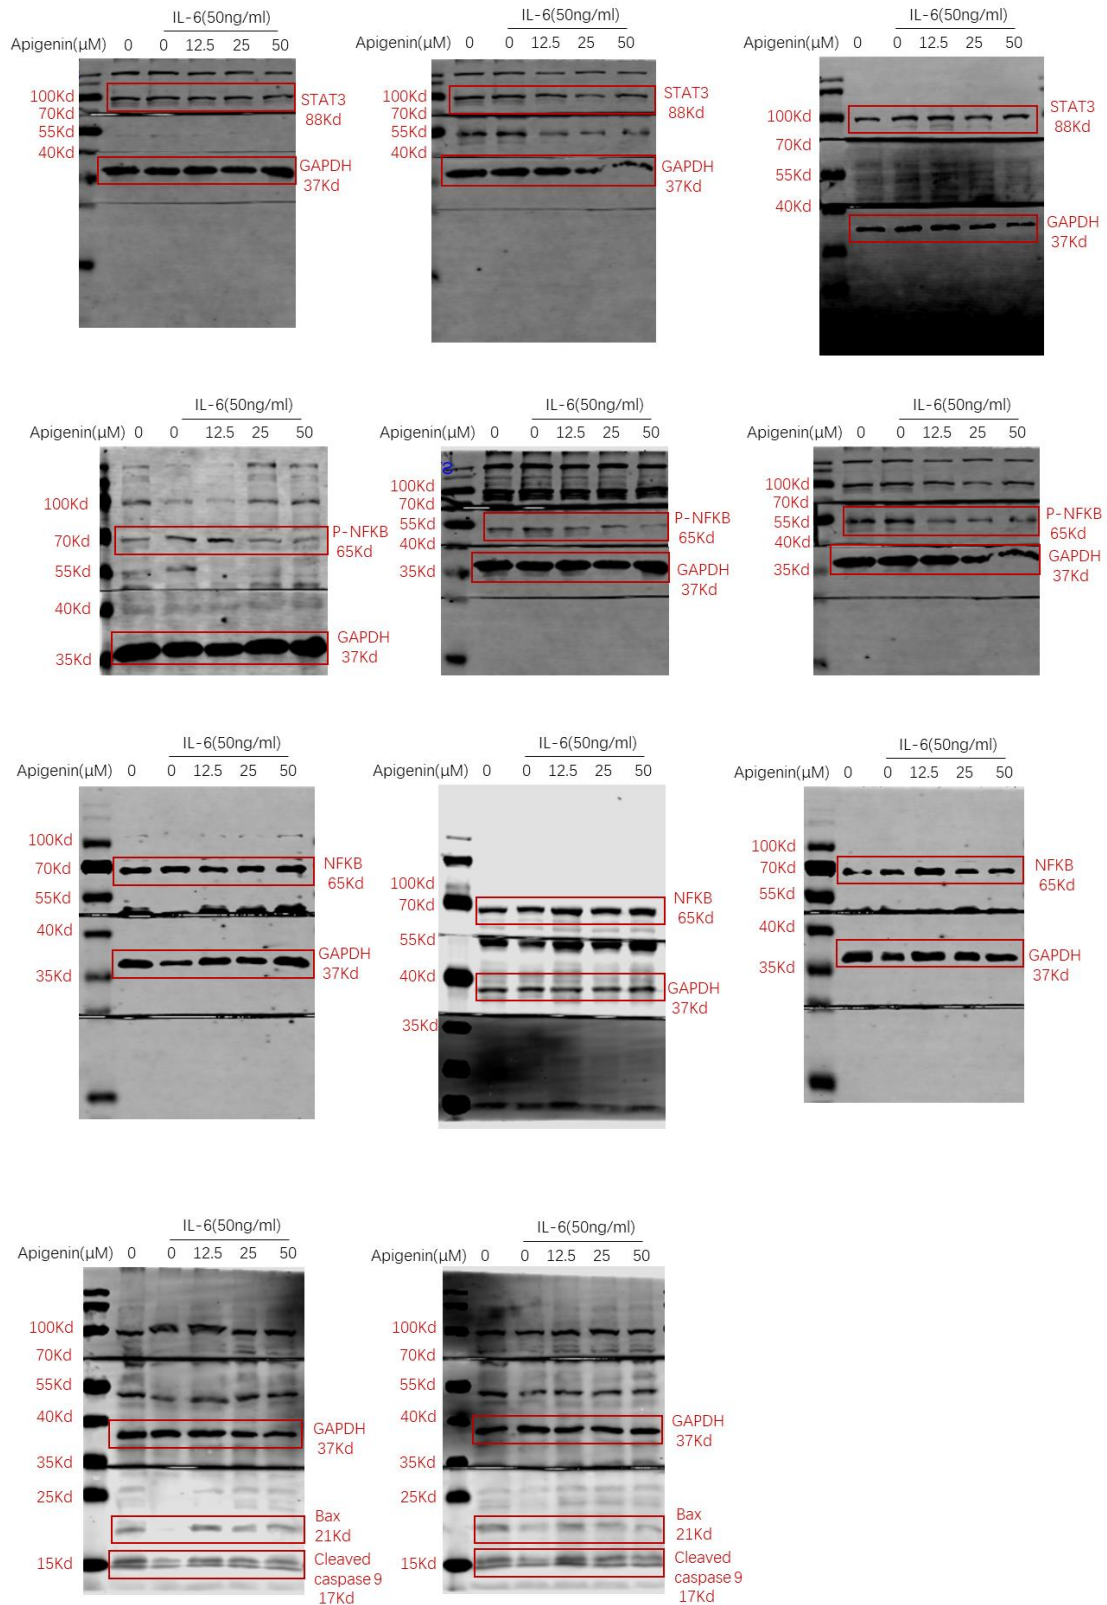 IL-6(50ng/ml)
Apigenin(μM) 0 0 12.5 25 50
100Kd
70Kd
55Kd
40Kd
STAT3
88Kd
GAPDH
37Kd
IL-6(50ng/ml)
Apigenin(μM) 0 0 12.5 25 50
100Kd
70Kd
55Kd
40Kd
STAT3
88Kd
GAPDH
37Kd
IL-6(50ng/ml)
Apigenin(μM) 0 0 12.5 25 50
100Kd
70Kd
55Kd
40Kd
STAT3
88Kd
GAPDH
37Kd
IL-6(50ng/ml)
Apigenin(μM) 0 0 12.5 25 50
100Kd
70Kd
55Kd
40Kd
35Kd
P-NFKB
65Kd
GAPDH
37Kd
IL-6(50ng/ml)
Apigenin(μM) 0 0 12.5 25 50
100Kd
70Kd
55Kd
40Kd
35Kd
P-NFKB
65Kd
GAPDH
37Kd
IL-6(50ng/ml)
Apigenin(μM) 0 0 12.5 25 50
100Kd
70Kd
55Kd
40Kd
35Kd
P-NFKB
65Kd
GAPDH
37Kd
IL-6(50ng/ml)
Apigenin(μM) 0 0 12.5 25 50
100Kd
70Kd
55Kd
40Kd
35Kd
NFKB
65Kd
GAPDH
37Kd
IL-6(50ng/ml)
Apigenin(μM) 0 0 12.5 25 50
100Kd
70Kd
55Kd
40Kd
35Kd
NFKB
65Kd
GAPDH
37Kd
IL-6(50ng/ml)
Apigenin(μM) 0 0 12.5 25 50
100Kd
70Kd
55Kd
40Kd
35Kd
NFKB
65Kd
GAPDH
37Kd
IL-6(50ng/ml)
Apigenin(μM) 0 0 12.5 25 50
100Kd
70Kd
55Kd
40Kd
35Kd
25Kd
15Kd
GAPDH
37Kd
Bax
21Kd
Cleaved
caspase 9
17Kd
IL-6(50ng/ml)
Apigenin(μM) 0 0 12.5 25 50
100Kd
70Kd
55Kd
40Kd
35Kd
25Kd
15Kd
GAPDH
37Kd
Bax
21Kd
Cleaved
caspase 9
17Kd